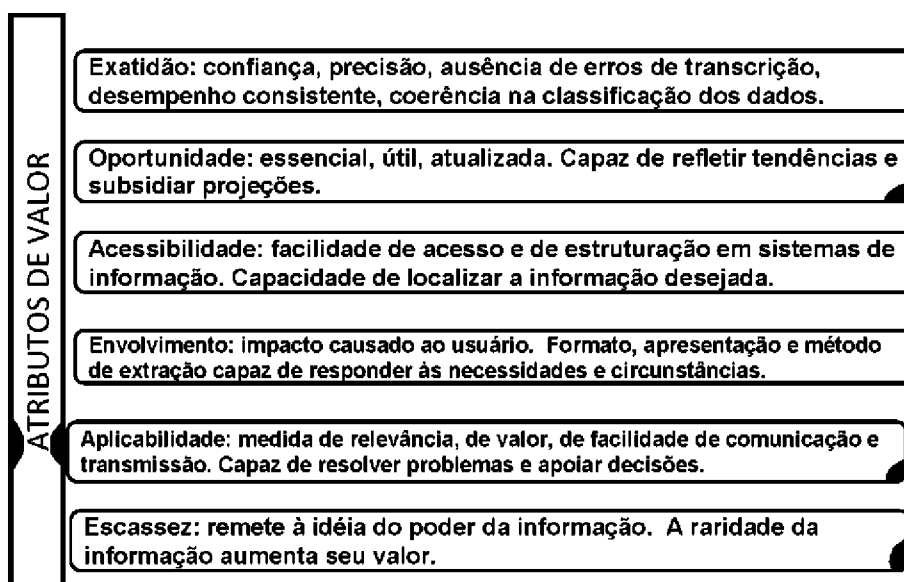 ATRIBUTOS DE VALOR
Exatidão: confiança, precisão, ausência de erros de transcrição,
desempenho consistente, coerência na classificação dos dados.
Oportunidade: essencial, útil, atualizada. Capaz de refletir tendências e
subsidiar projeções.
Acessibilidade: facilidade de acesso e de estruturação em sistemas de
informação. Capacidade de localizar a informação desejada.
Envolvimento: impacto causado ao usuário. Formato, apresentação e método
de extração capaz de responder às necessidades e circunstâncias.
Aplicabilidade: medida de relevância, de valor, de facilidade de comunicação e
transmissão. Capaz de resolver problemas e apoiar decisões.
Escassez: remete à idéia do poder da informação. A raridade da
informação aumenta seu valor.